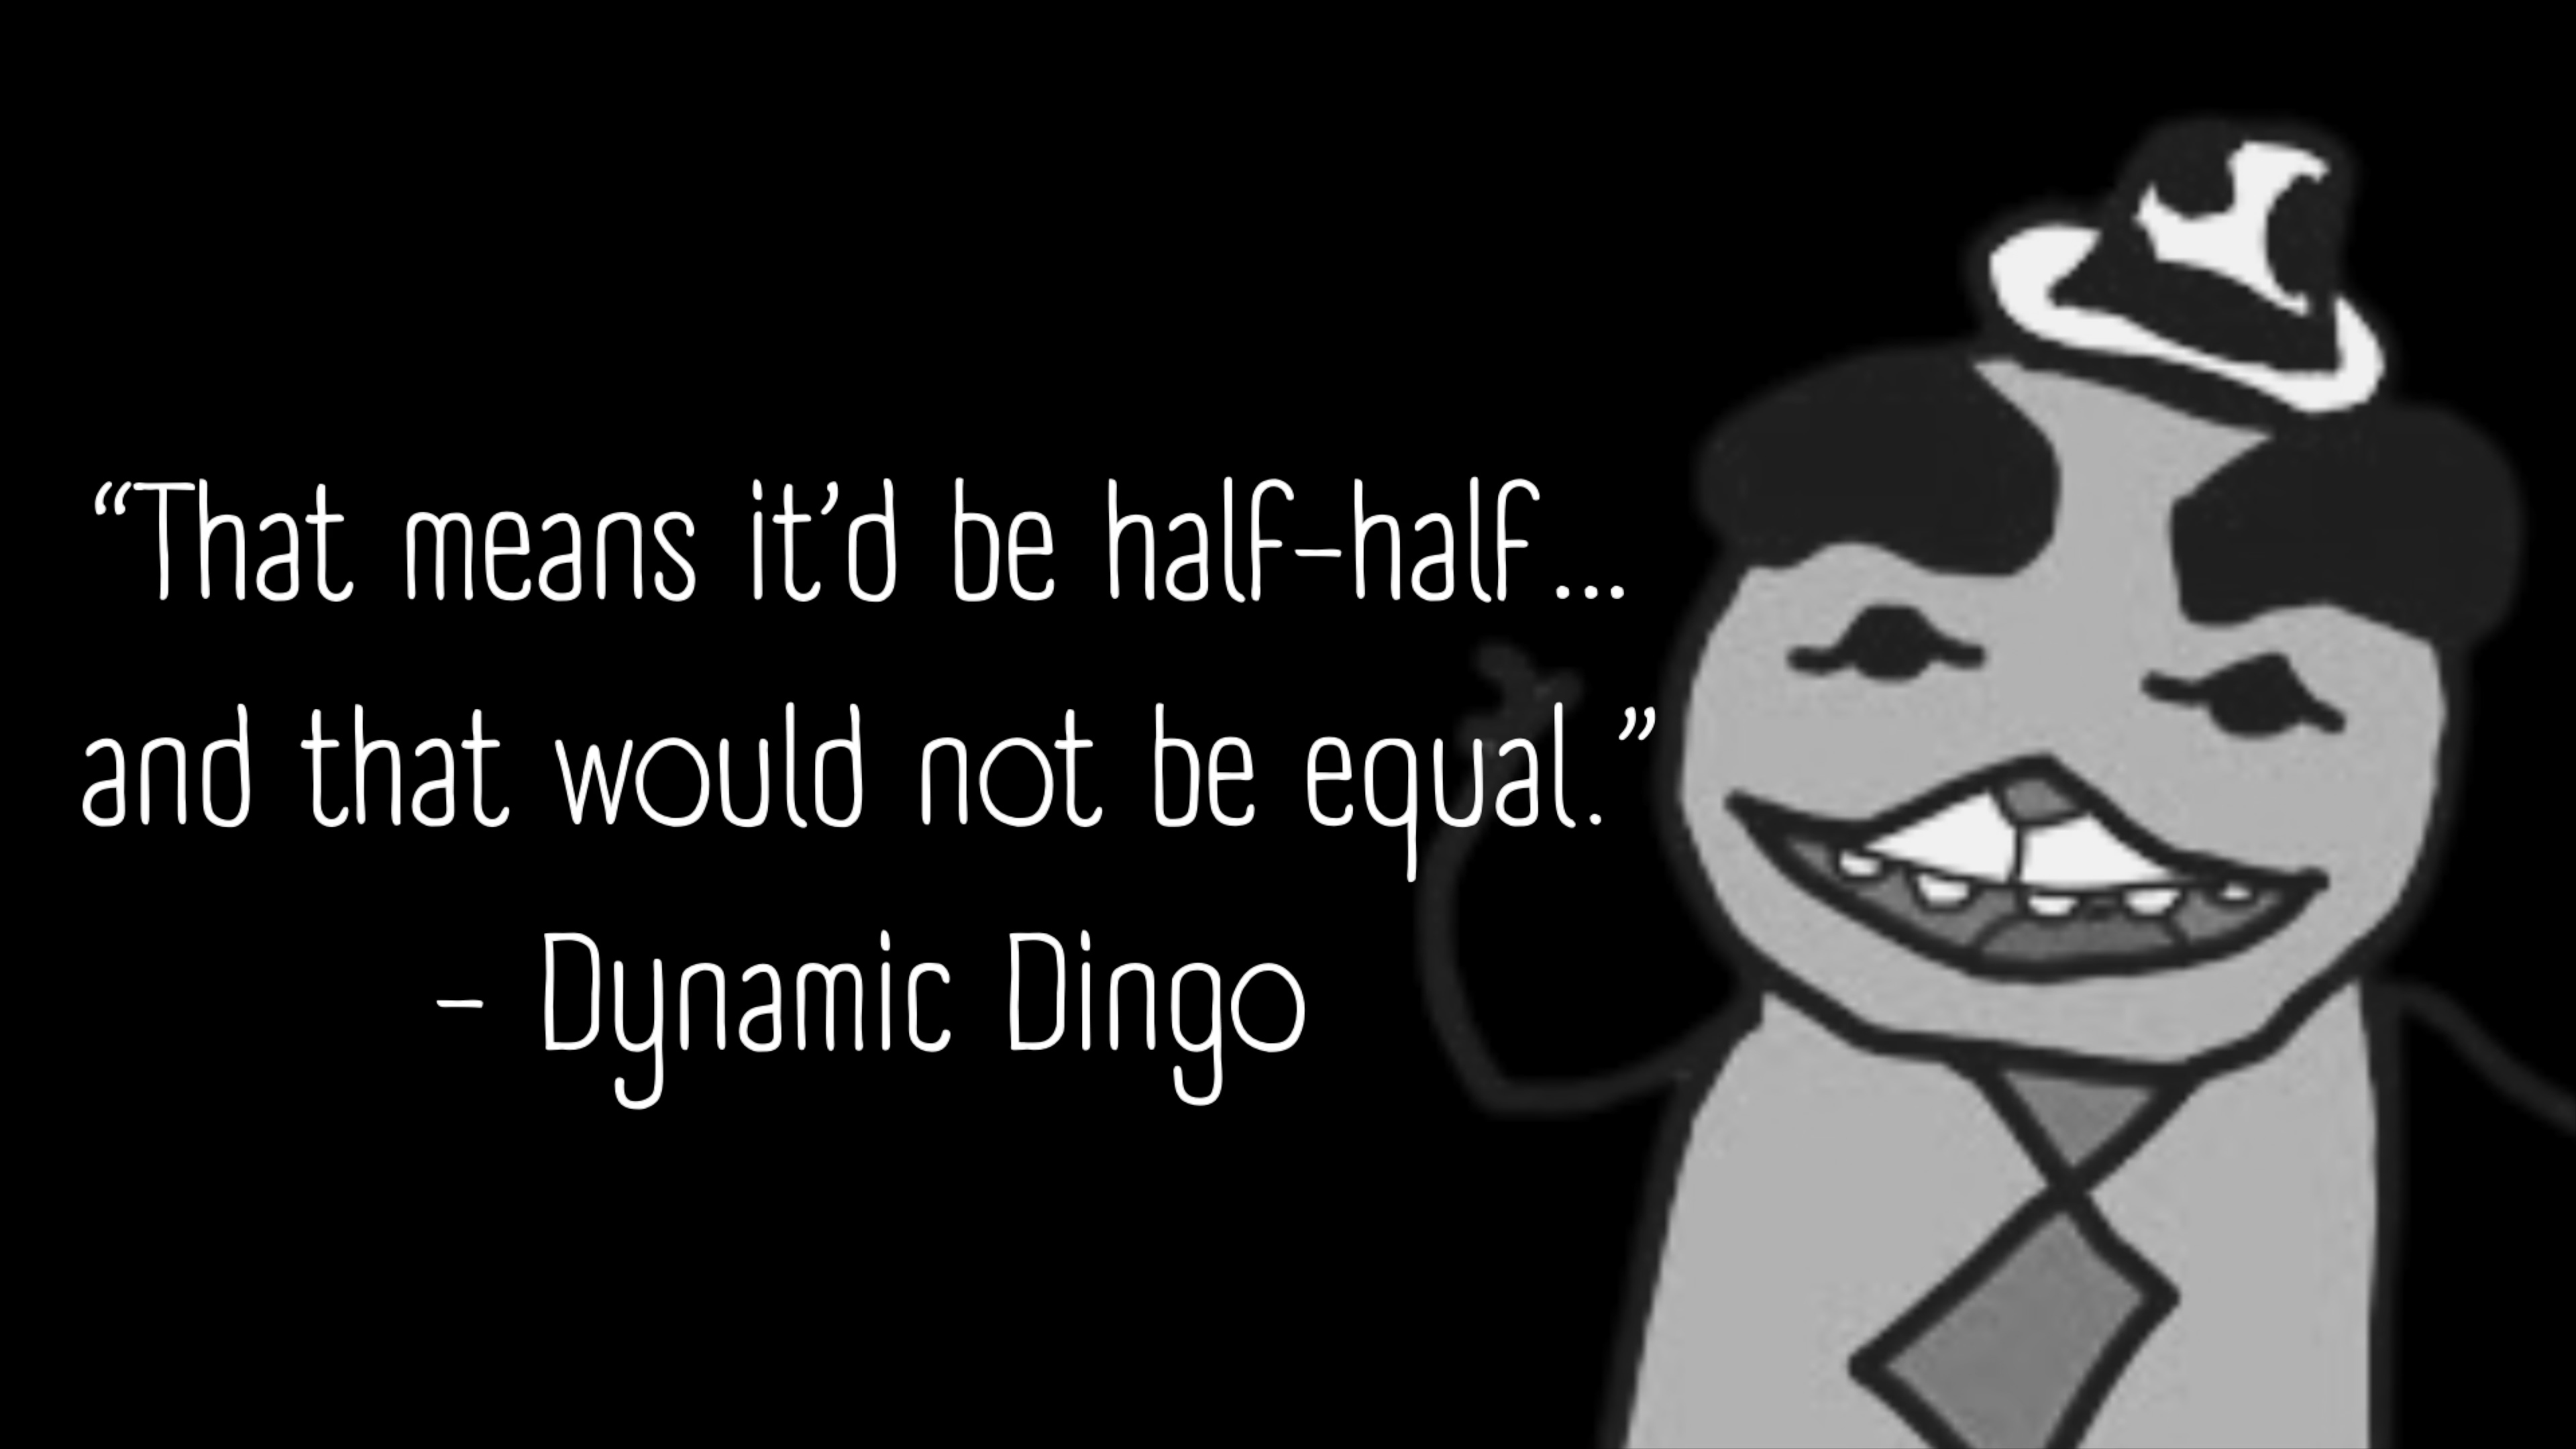 “That means it’d be half-half...
and that would not be equal.”
- Dynamic Dingo